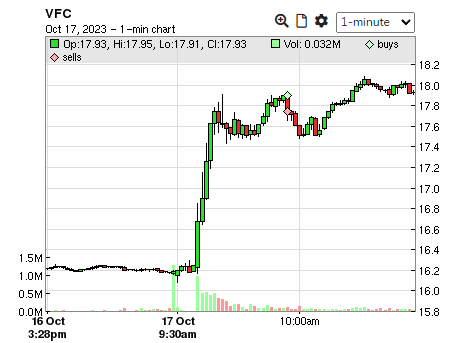 VFC
Oct 17, 2023 – 1-min chart
1-minute
Op:17.93, Hi:17.95, Lo:17.91, Cl:17.93
Vol: 0.032M
buys
sells
18.2
18.0
17.8
17.6
17.4
17.2
17.0
16.8
16.6
16.4
16.2
16.0
15.8
1.5M
1.0M
0.5M
0.0M
16 Oct
3:28pm
17 Oct
9:30am
10:00am